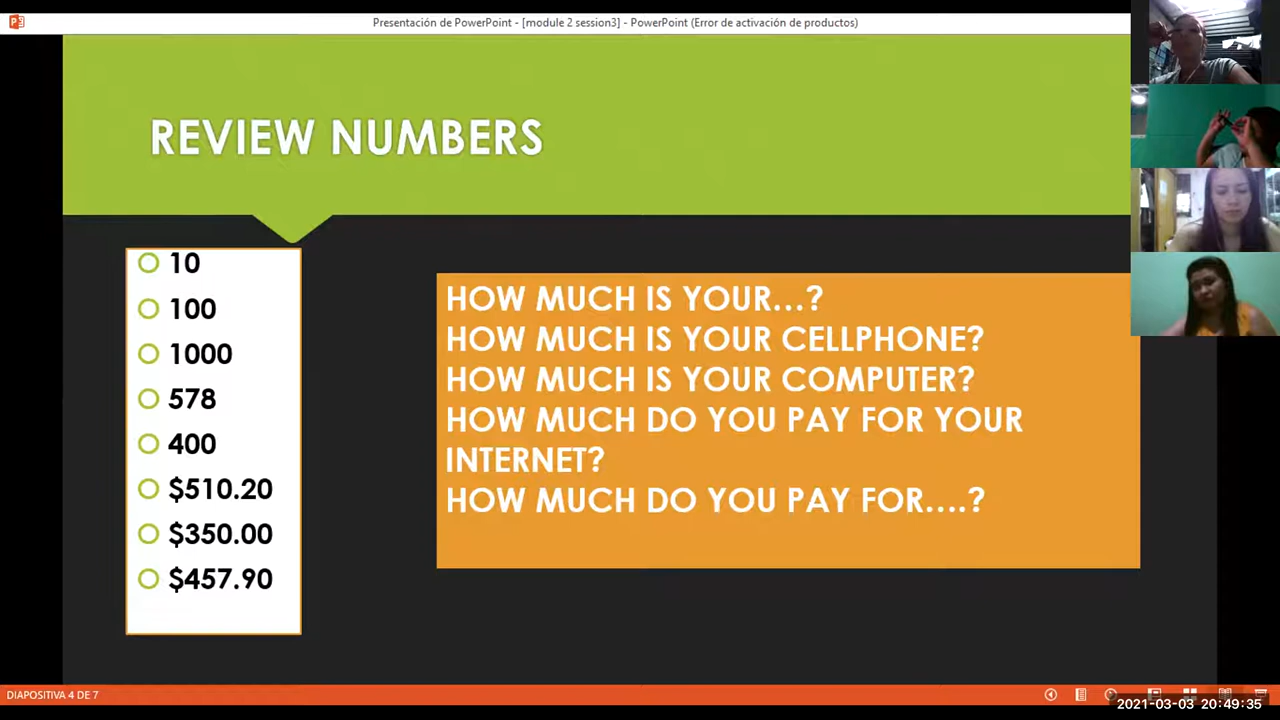 Presentación de PowerPoint - [module 2 session3] - PowerPoint (Error de activación de productos)
REVIEW NUMBERS
10
100
1000
578
400
$510.20
$350.00
$457.90
HOW MUCH IS YOUR...?
HOW MUCH IS YOUR CELLPHONE?
HOW MUCH IS YOUR COMPUTER?
HOW MUCH DO YOU PAY FOR YOUR
INTERNET?
HOW MUCH DO YOU PAY FOR....?
DIAPOSITIVA 4 DE 7
2021-03-03 20:49:35